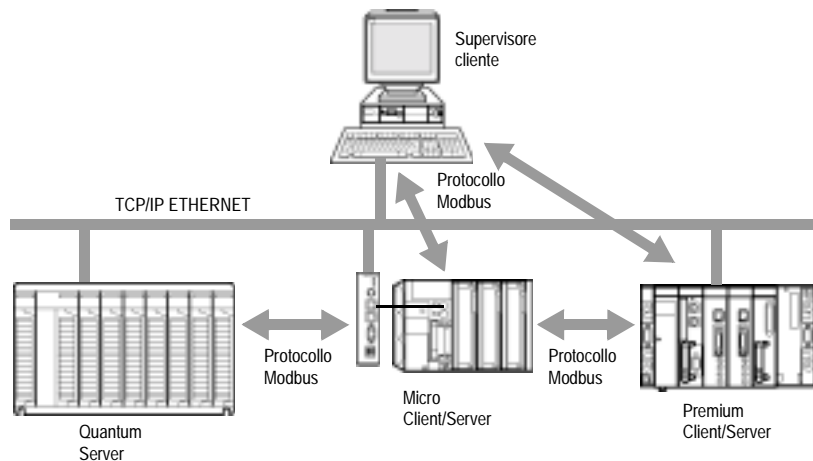 Supervisore
cliente
Protocollo
Modbus
TCP/IP ETHERNET
Protocollo
Modbus
Protocollo
Modbus
Micro
Client/Server
Premium
Client/Server
Quantum
Server